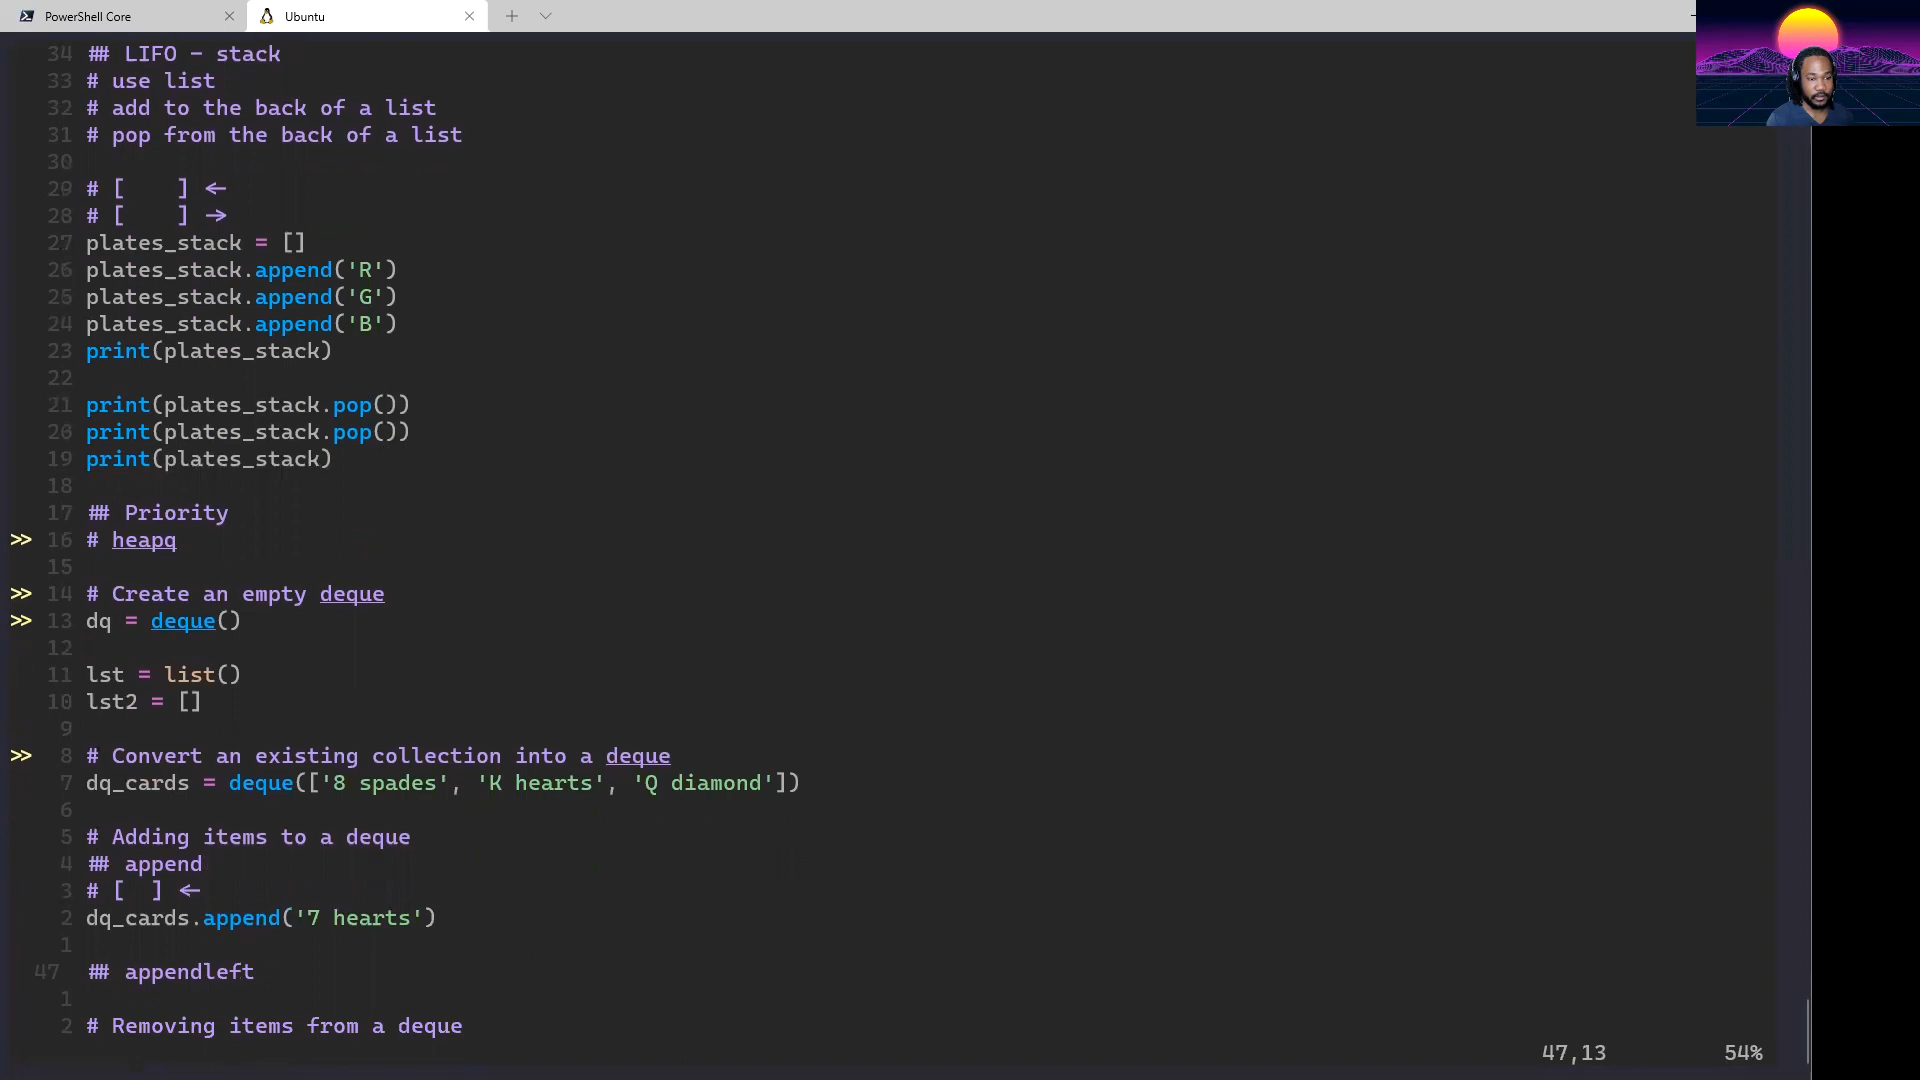 PowerShell Core
Ubuntu
34 ## LIFO - stack
33 # use list
32 # add to the back of a list
31 # pop from the back of a list
30
29 # [    ] <-
28 # [    ] ->
27 plates_stack = []
26 plates_stack.append('R')
25 plates_stack.append('G')
24 plates_stack.append('B')
23 print(plates_stack)
22
21 print(plates_stack.pop())
20 print(plates_stack.pop())
19 print(plates_stack)
18
17 ## Priority
>> 16 # heapq
15
>> 14 # Create an empty deque
>> 13 dq = deque()
12
11 lst = list()
10 lst2 = []
9
>> 8 # Convert an existing collection into a deque
7 dq_cards = deque(['8 spades', 'K hearts', 'Q diamond'])
6
5 # Adding items to a deque
4 ## append
3 # [  ] <-
2 dq_cards.append('7 hearts')
1
47 ## appendleft
1
2 # Removing items from a deque
47,13 54%